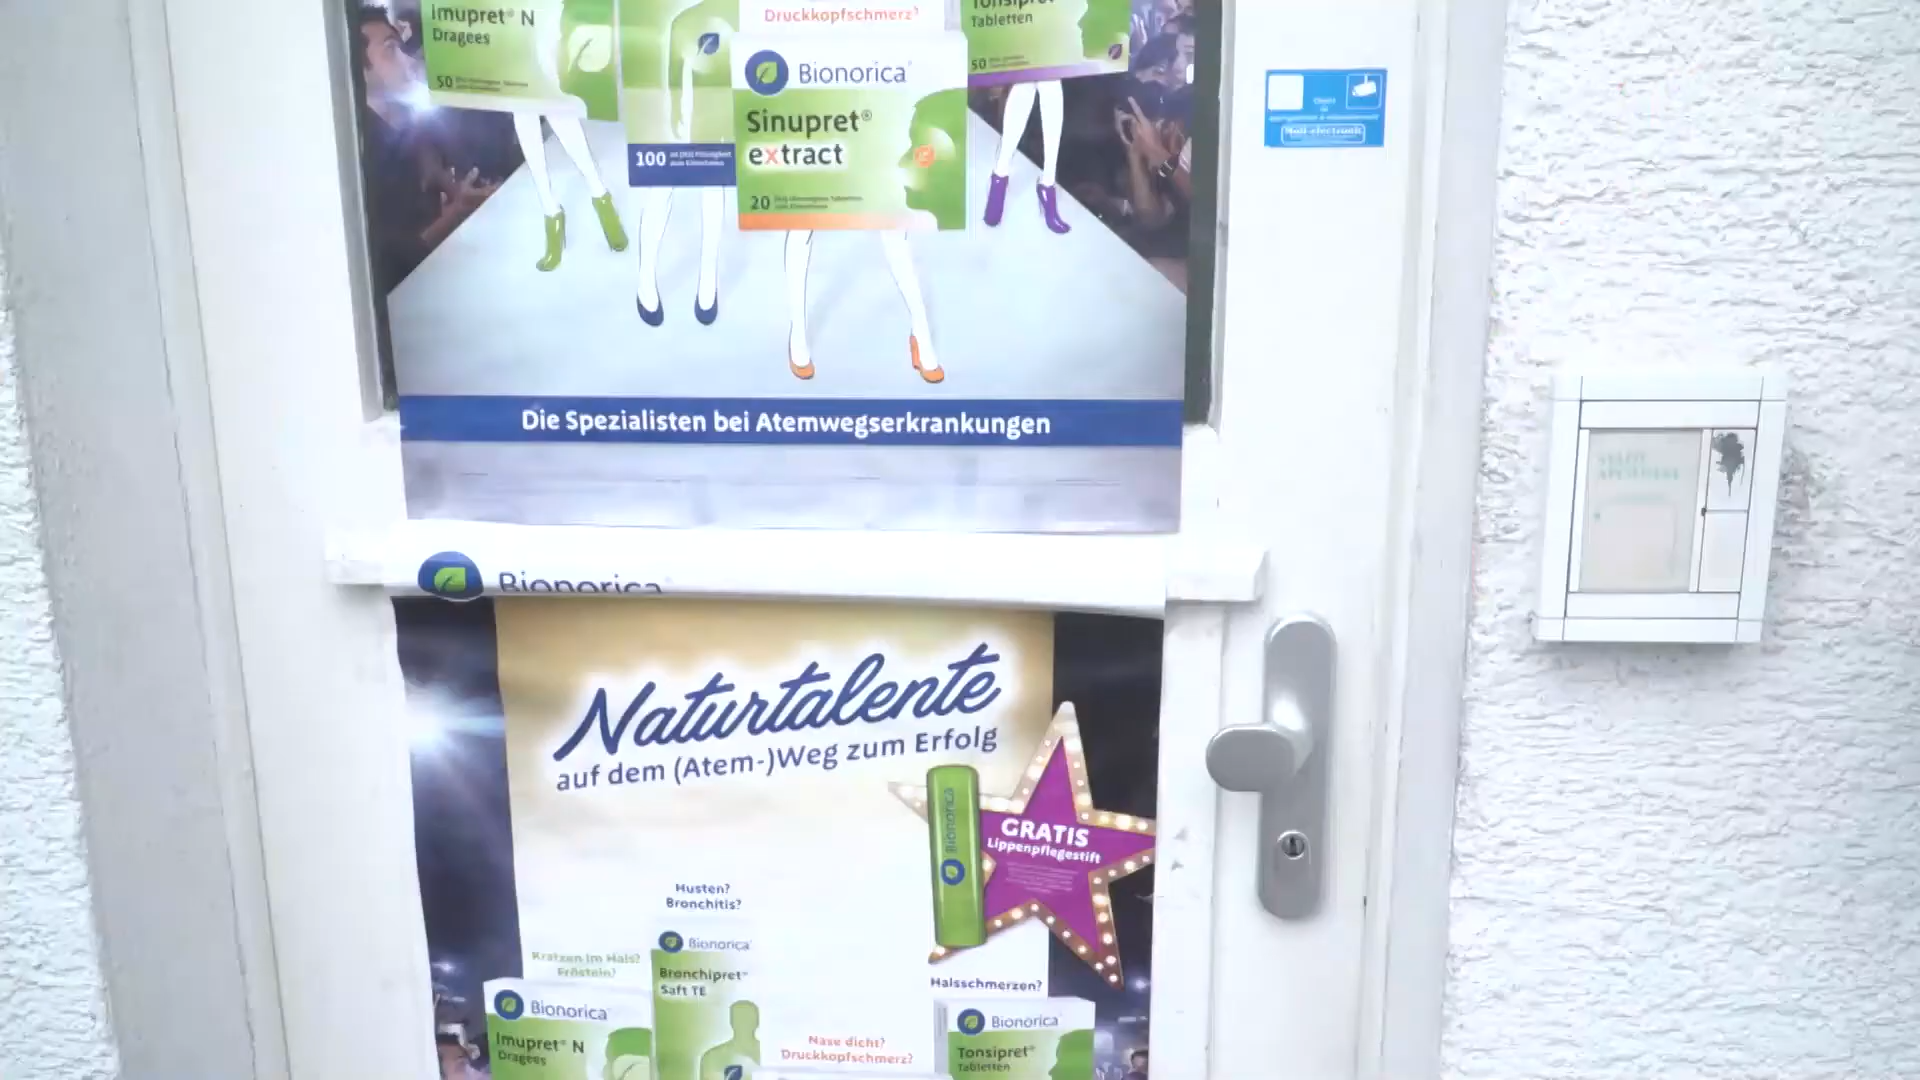 Imupret® N
Dragees
50
100
Druckkopfschmerz?
Bionorica®
Sinupret®
extract
20
Tonsipret®
Tabletten
50
Die Spezialisten bei Atemwegserkrankungen
Bionorica®
Naturtalente
auf dem (Atem-)Weg zum Erfolg
Bionorica
GRATIS
Lippenpflegestift
Husten?
Bronchitis?
Bionorica®
Bronchipret®
Saft TE
Kratzen im Hals?
Frösteln?
Bionorica®
Imupret® N
Dragees
Nase dicht?
Druckkopfschmerz?
Halsschmerzen?
Bionorica®
Tonsipret®
Tabletten